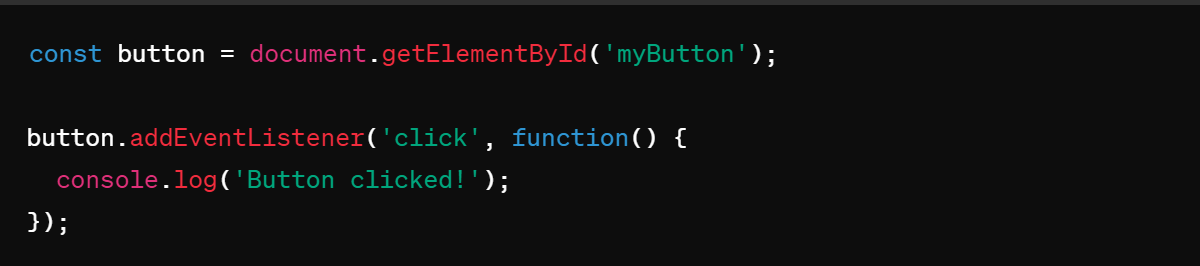 const button = document.getElementById('myButton');
button.addEventListener('click', function() {
  console.log('Button clicked!');
});